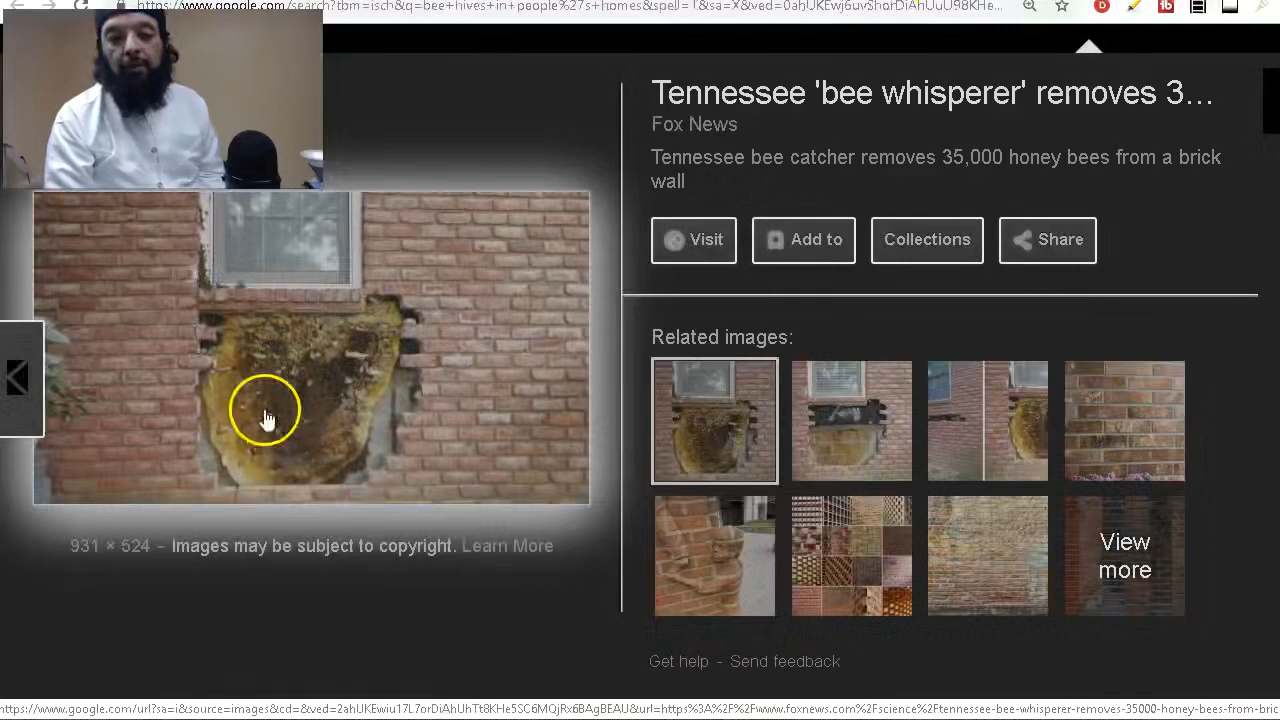 Tennessee 'bee whisperer' removes 3...
Fox News
Tennessee bee catcher removes 35,000 honey bees from a brick
wall
Visit
Add to
Collections
Share
Related images:
View
more
931 × 524 - Images may be subject to copyright. Learn More
Get help - Send feedback